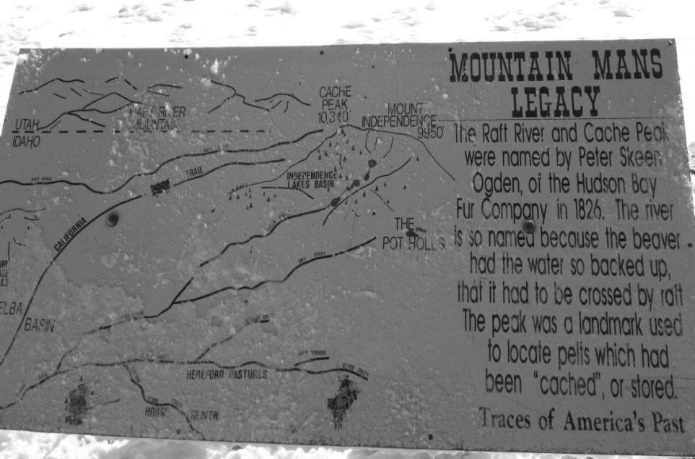 MOUNTAIN MANS
LEGACY
The Raft River and Cache Peak
were named by Peter Skeen
Ogden, of the Hudson Bay
Fur Company in 1826. The river
is so named because the beaver
had the water so backed up,
that it had to be crossed by raft
The peak was a landmark used
to locate pelts which had
been "cached", or stored.
Traces of America's Past
CACHE
PEAK
10,340
MOUNT
INDEPENDENCE
9950
RAFT RIVER
MOUNTAIN
UTAH
IDAHO
TRAIL
CALIFORNIA
INDEPENDENCE
LAKES BASIN
THE
POT HOLES
ELBA
BASIN
HEREFORD PASTURES